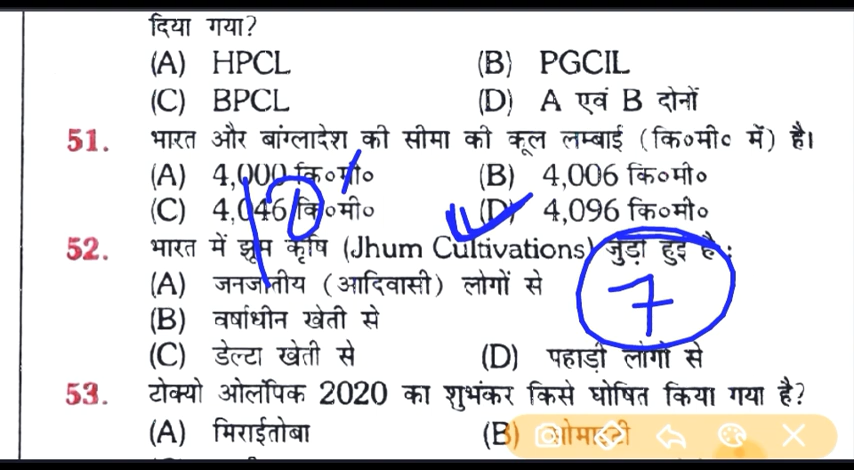 दिया गया?
(A) HPCL (B) PGCIL
(C) BPCL (D) A एवं B दोनों
51. भारत और बांग्लादेश की सीमा की कूल लम्बाई (कि०मी० में) है।
(A) 4,000 कि०मी० (B) 4,006 कि०मी०
(C) 4,046 कि०मी० (D) 4,096 कि०मी०
52. भारत में झूम कृषि (Jhum Cultivations) जुड़ी हुई है :
(A) जनजातीय (आदिवासी) लोगों से
7
(B) वर्षाधीन खेती से
(C) डेल्टा खेती से (D) पहाड़ी लोगों से
53. टोक्यो ओलंपिक 2020 का शुभंकर किसे घोषित किया गया है?
(A) मिराईतोबा (B)